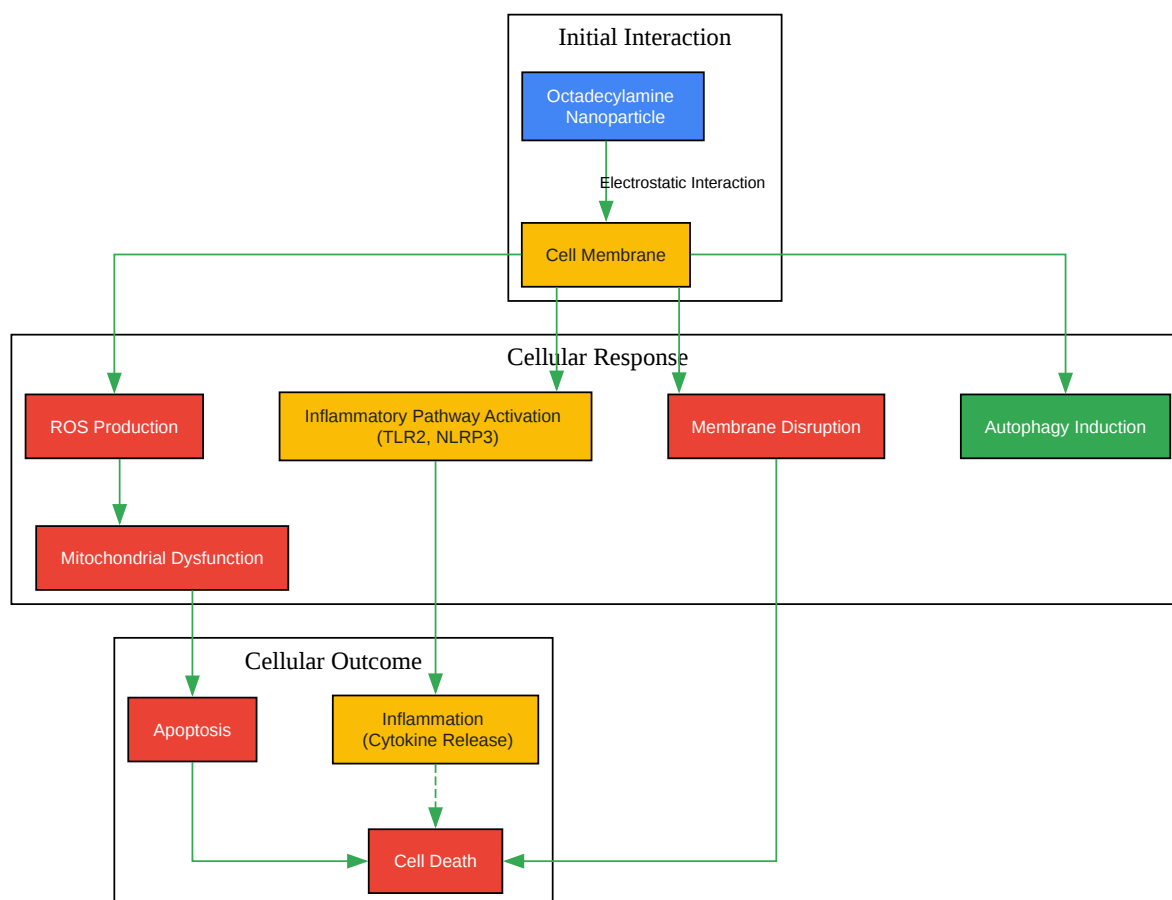 Initial Interaction
Octadecylamine
Nanoparticle
Electrostatic Interaction
Cell Membrane
Cellular Response
ROS Production
Inflammatory Pathway Activation
(TLR2, NLRP3)
Membrane Disruption
Autophagy Induction
Mitochondrial Dysfunction
Cellular Outcome
Apoptosis
Inflammation
(Cytokine Release)
Cell Death